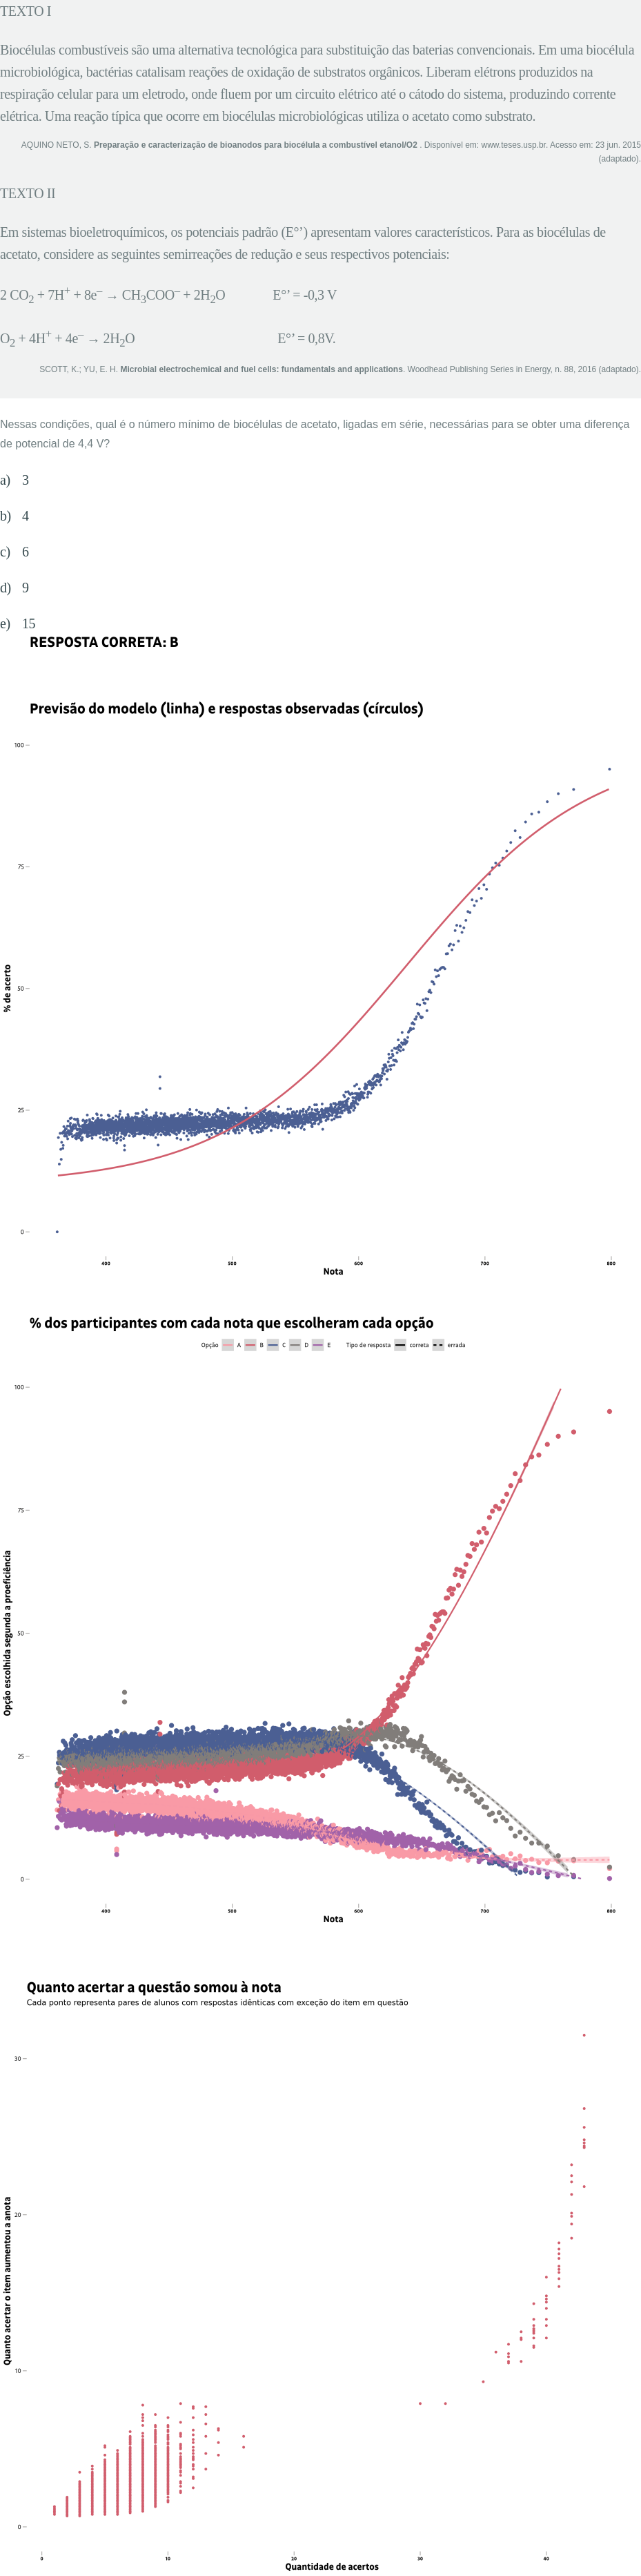 TEXTO I
Biocélulas combustíveis são uma alternativa tecnológica para substituição das baterias convencionais. Em uma biocélula
microbiológica, bactérias catalisam reações de oxidação de substratos orgânicos. Liberam elétrons produzidos na
respiração celular para um eletrodo, onde fluem por um circuito elétrico até o cátodo do sistema, produzindo corrente
elétrica. Uma reação típica que ocorre em biocélulas microbiológicas utiliza o acetato como substrato.
AQUINO NETO, S. Preparação e caracterização de bioanodos para biocélula a combustível etanol/O2 . Disponível em: www.teses.usp.br. Acesso em: 23 jun. 2015
(adaptado).
TEXTO II
Em sistemas bioeletroquímicos, os potenciais padrão (E°’) apresentam valores característicos. Para as biocélulas de
acetato, considere as seguintes semirreações de redução e seus respectivos potenciais:
2 CO2 + 7H+ + 8e– → CH3COO– + 2H2O E°’ = -0,3 V
O2 + 4H+ + 4e– → 2H2O E°’ = 0,8V.
SCOTT, K.; YU, E. H. Microbial electrochemical and fuel cells: fundamentals and applications. Woodhead Publishing Series in Energy, n. 88, 2016 (adaptado).
Nessas condições, qual é o número mínimo de biocélulas de acetato, ligadas em série, necessárias para se obter uma diferença
de potencial de 4,4 V?
a) 3
b) 4
c) 6
d) 9
e) 15
RESPOSTA CORRETA: B
Previsão do modelo (linha) e respostas observadas (círculos)
100
75
50
25
0
% de acerto
400 500 600 700 800
Nota
% dos participantes com cada nota que escolheram cada opção
Opção A B C D E Tipo de resposta correta errada
100
75
50
25
0
Opção escolhida segunda a proeficiência
400 500 600 700 800
Nota
Quanto acertar a questão somou à nota
Cada ponto representa pares de alunos com respostas idênticas com exceção do item em questão
30
20
10
0
Quanto acertar o item aumentou a anota
0 10 20 30 40
Quantidade de acertos